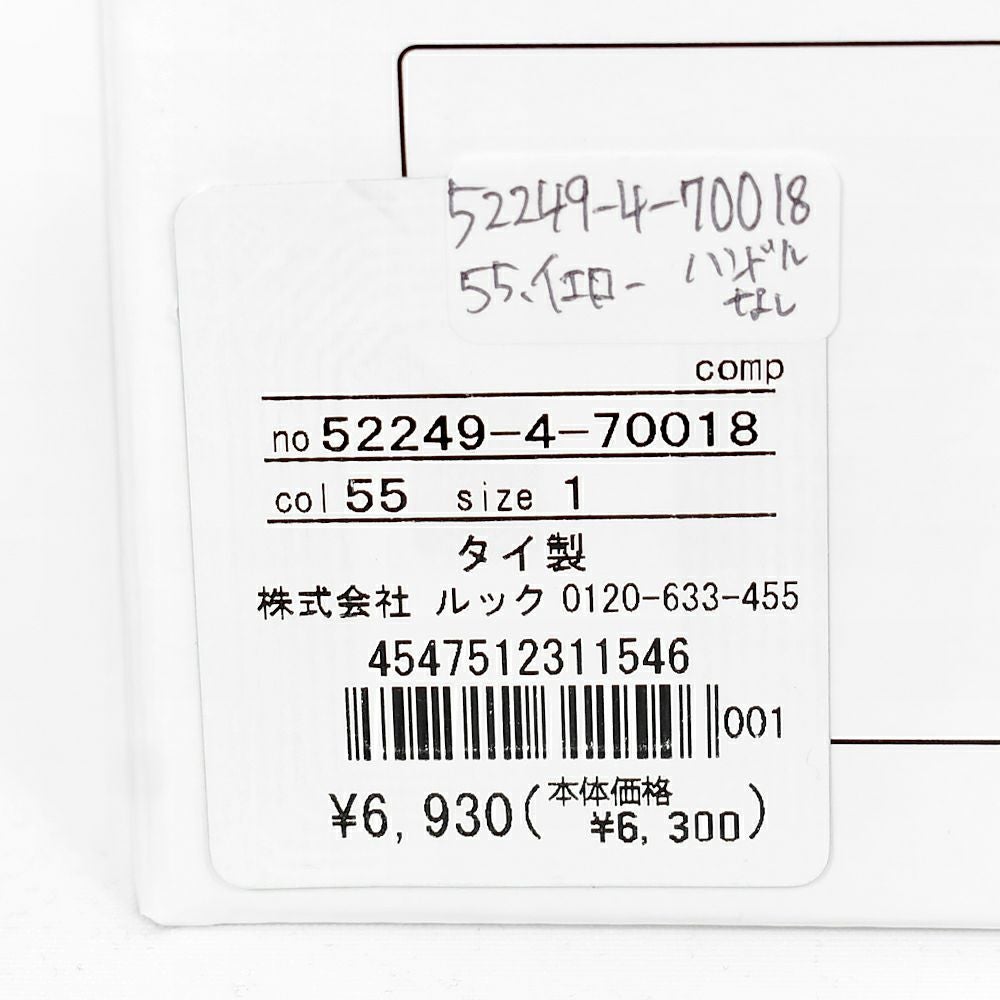 52249-4-70018
55、イエロー ハンドル
なし
comp
no 52249-4-70018
col 55 size 1
タイ製
株式会社 ルック 0120-633-455
4547512311546
001
¥6,930(本体価格
¥6,300)